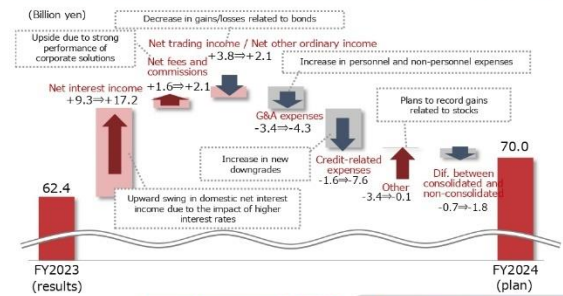 (Billion yen)
Decrease in gains/losses related to bonds
Upside due to strong
performance of
corporate solutions
Net trading income / Net other ordinary income
+3.8⇒+2.1
Net fees and
commissions
+1.6⇒+2.1
Increase in personnel and non-personnel expenses
Net interest income
+9.3⇒+17.2
G&A expenses
-3.4⇒-4.3
Plans to record gains
related to stocks
Increase in new
downgrades
Credit-related
expenses
-1.6⇒-7.6
Other
-3.4⇒-0.1
Dif. between
consolidated and
non-consolidated
-0.7⇒-1.8
70.0
62.4
Upward swing in domestic net interest
income due to the impact of higher
interest rates
FY2023
(results)
FY2024
(plan)